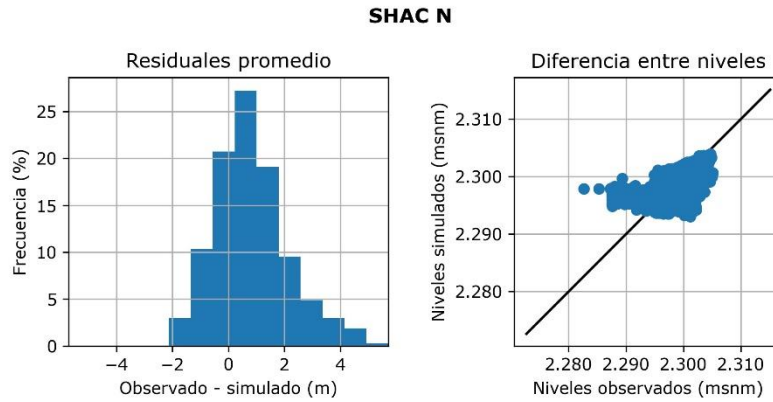 SHAC N
Residuales promedio
Frecuencia (%)
25
20
15
10
5
0
−4 −2 0 2 4
Observado - simulado (m)
Diferencia entre niveles
Niveles simulados (msnm)
2.310
2.300
2.290
2.280
2.280 2.290 2.300 2.310
Niveles observados (msnm)